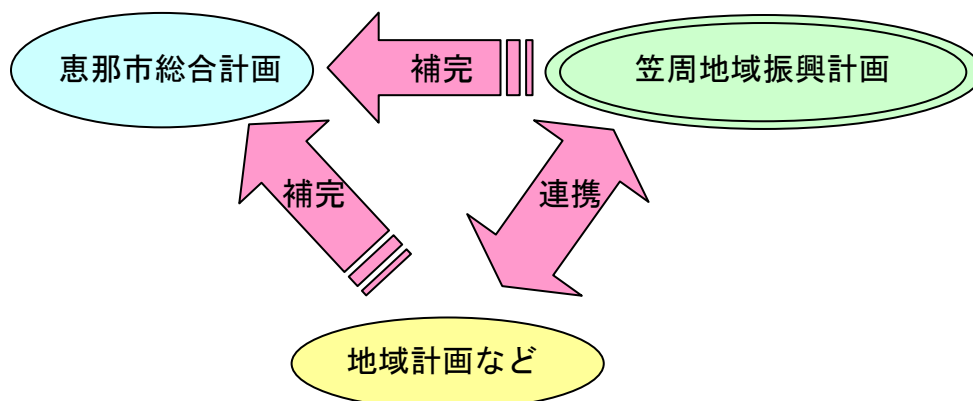 恵那市総合計画
補完
笠周地域振興計画
補完
連携
地域計画など